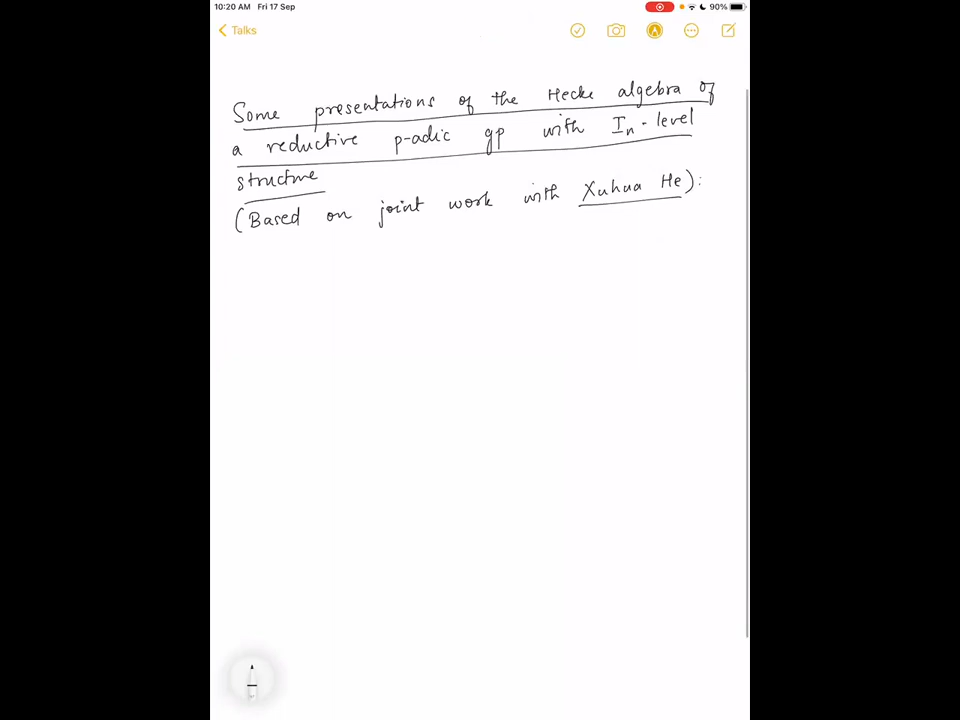 10:20 AM Fri 17 Sep
90%
Talks
Some presentations of the Hecke algebra of
a reductive p-adic gp with In-level
structure
(Based on joint work with Xuhua He):